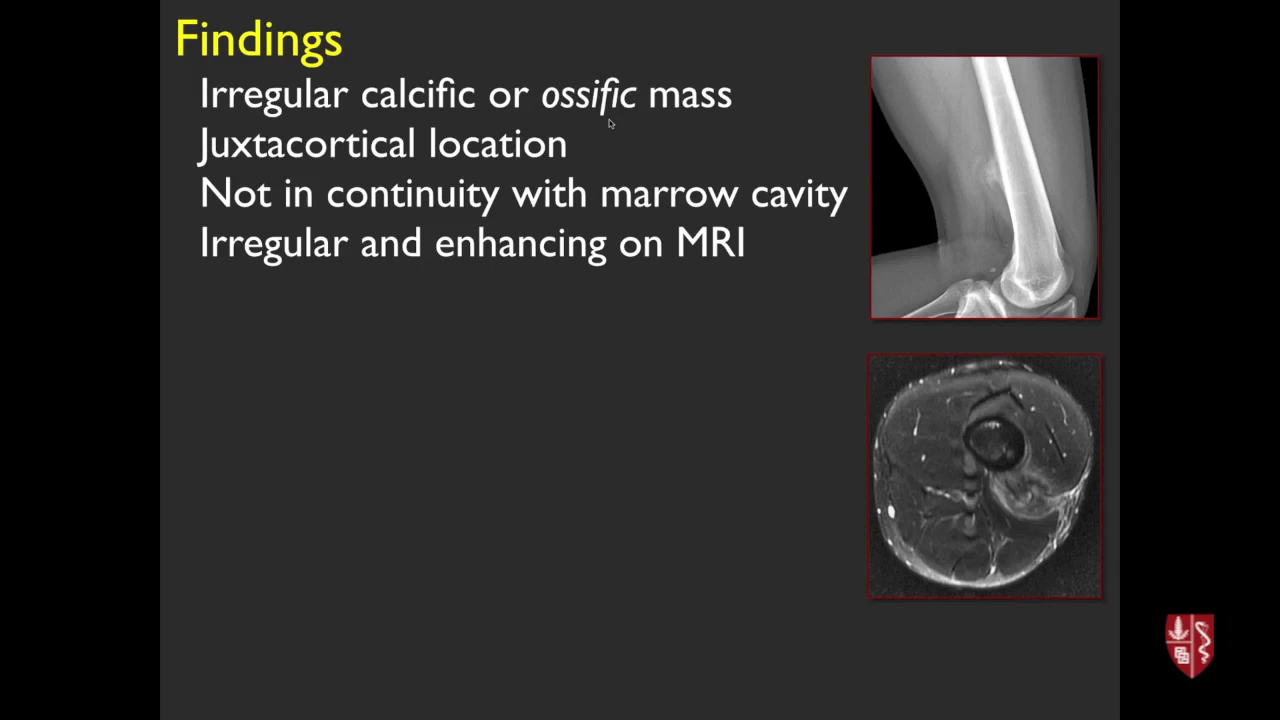 Findings
Irregular calcific or ossific mass
Juxtacortical location
Not in continuity with marrow cavity
Irregular and enhancing on MRI